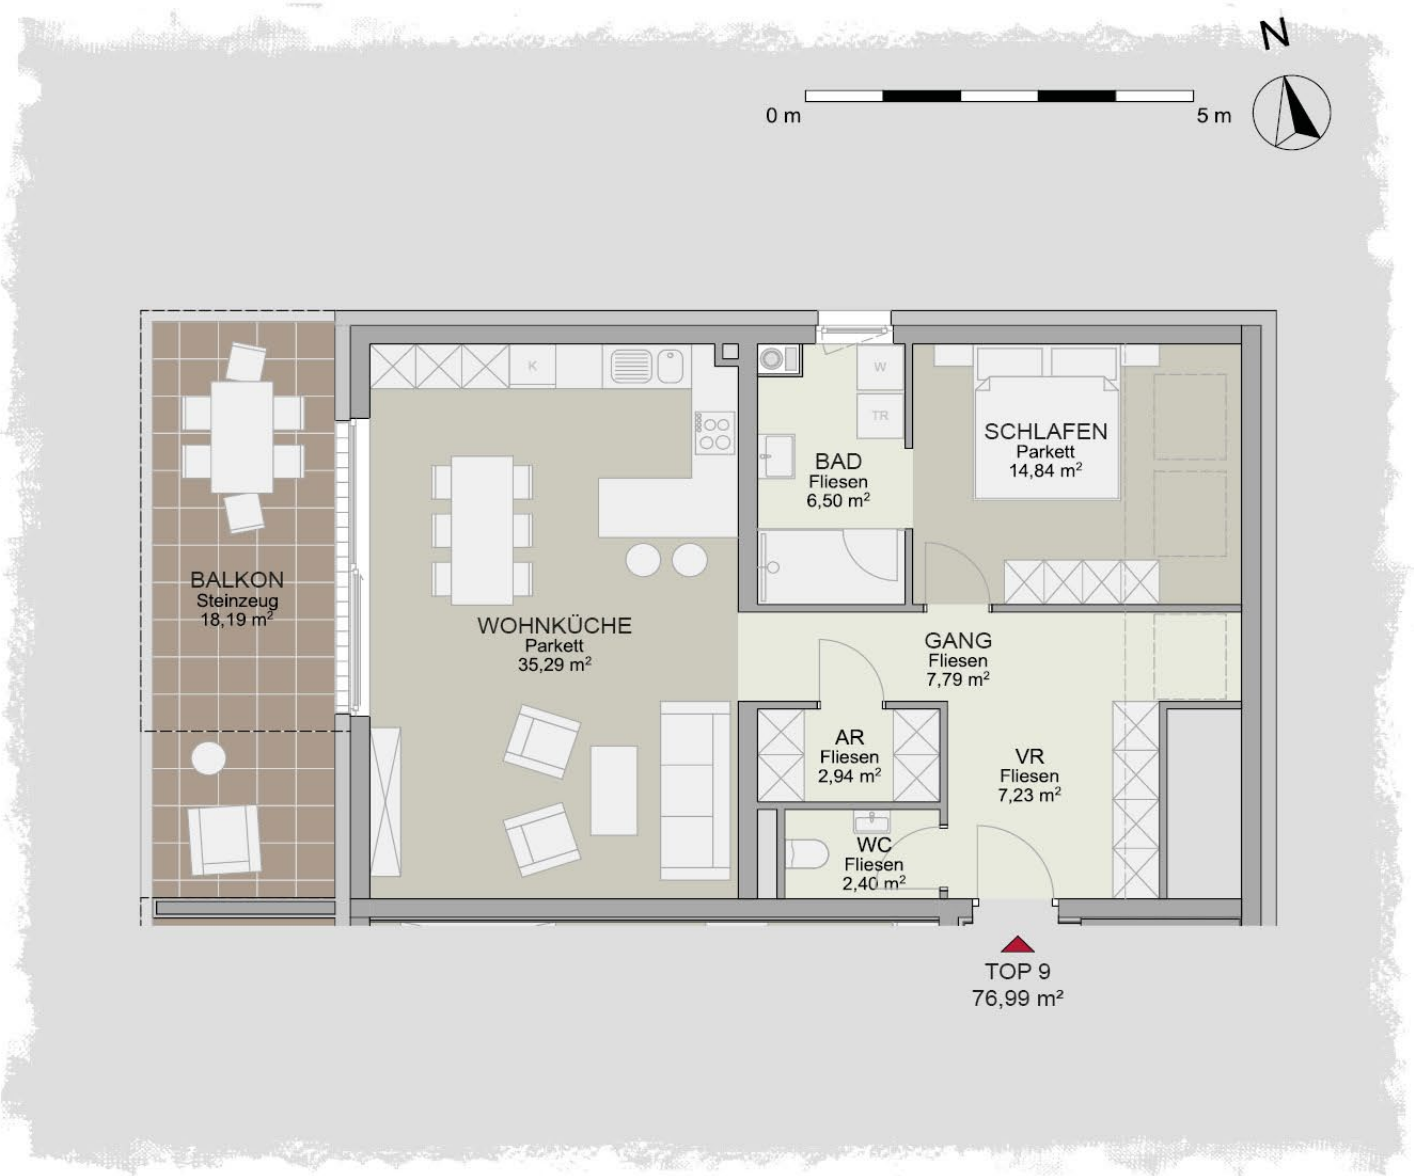 N
0 m
5 m
K
W
TR
SCHLAFEN
Parkett
14,84 m²
BAD
Fliesen
6,50 m²
BALKON
Steinzeug
18,19 m²
WOHNKÜCHE
Parkett
35,29 m²
GANG
Fliesen
7,79 m²
AR
Fliesen
2,94 m²
VR
Fliesen
7,23 m²
WC
Fliesen
2,40 m²
TOP 9
76,99 m²